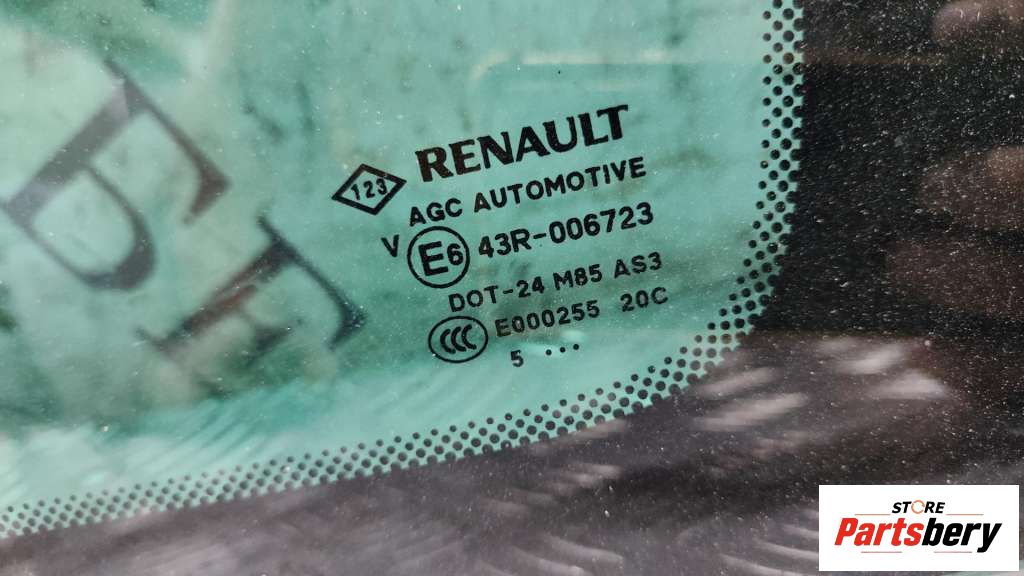 RENAULT
123
AGC AUTOMOTIVE
V E6 43R-006723
DOT-24 M85 AS3
CCC E000255 20C
5 ...
STORE
Partsbery